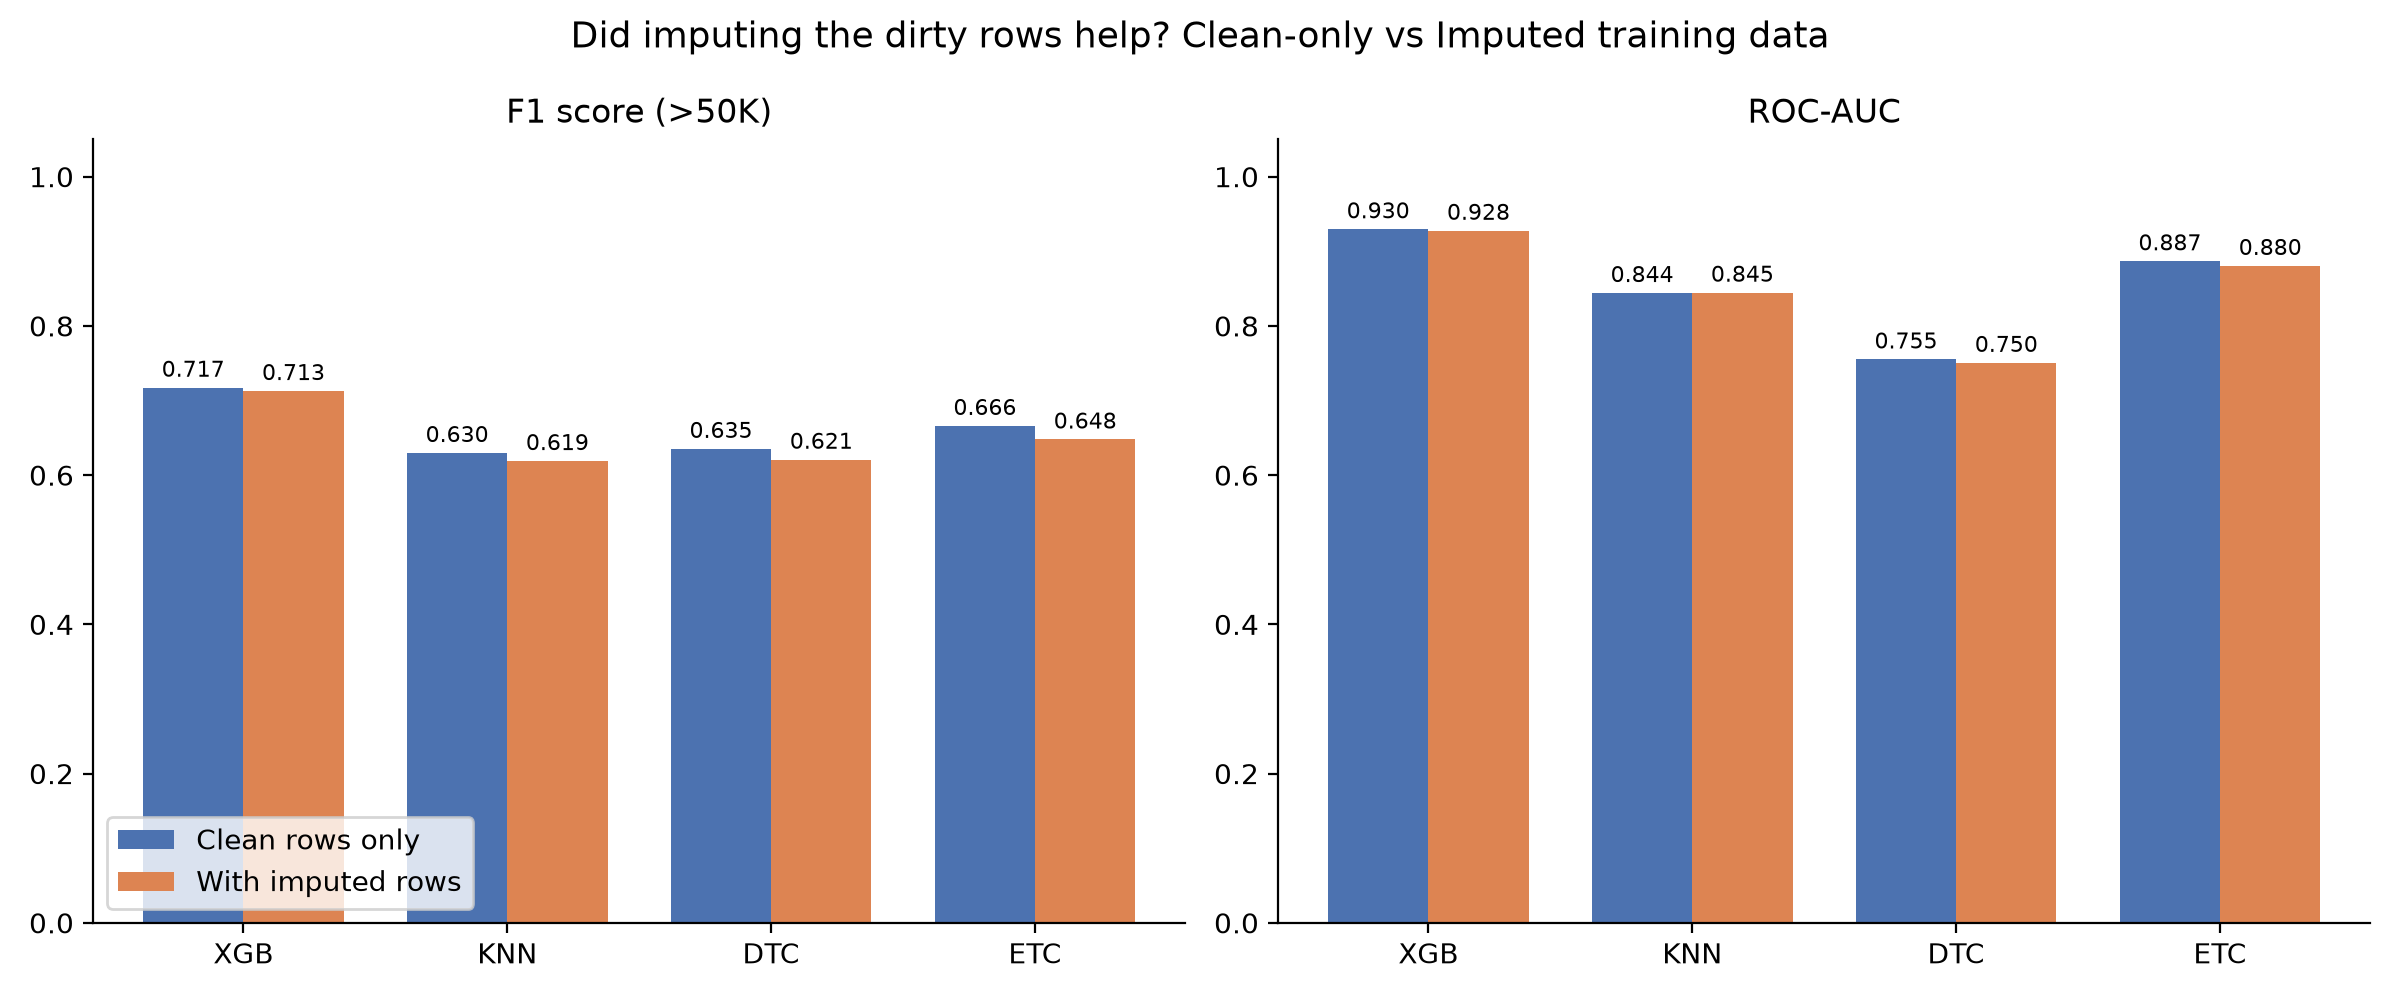 Did imputing the dirty rows help? Clean-only vs Imputed training data
F1 score (>50K)
1.0
0.8
0.6
0.4
0.2
0.0
0.717
0.713
0.630
0.619
0.635
0.621
0.666
0.648
Clean rows only
With imputed rows
XGB
KNN
DTC
ETC
ROC-AUC
1.0
0.8
0.6
0.4
0.2
0.0
0.930
0.928
0.844
0.845
0.755
0.750
0.887
0.880
XGB
KNN
DTC
ETC